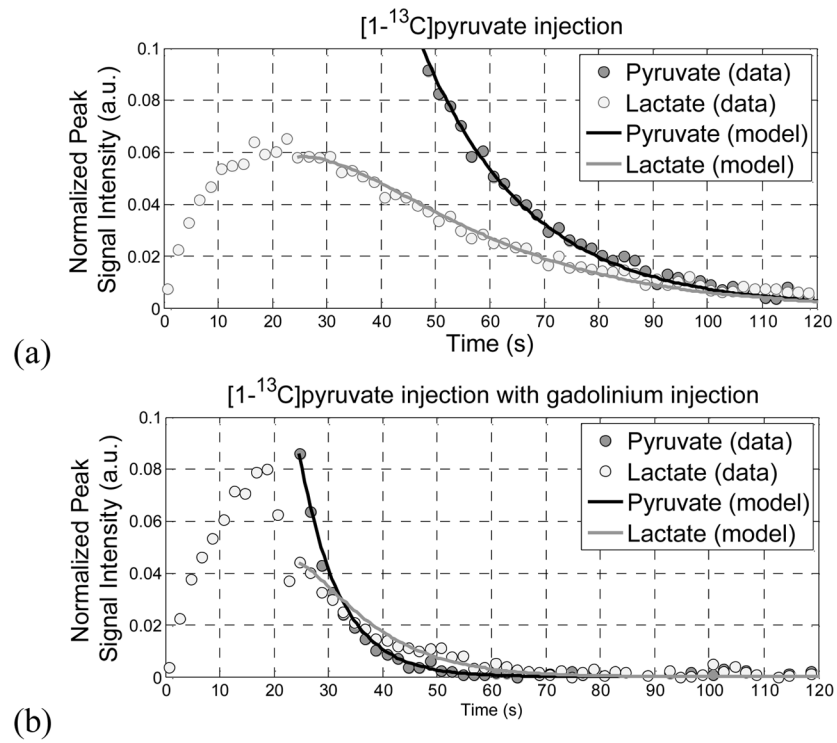 [1-¹³C]pyruvate injection
0.1
0.08
0.06
0.04
0.02
0
Normalized Peak
Signal Intensity (a.u.)
Pyruvate (data)
Lactate (data)
Pyruvate (model)
Lactate (model)
0 10 20 30 40 50 60 70 80 90 100 110 120
Time (s)
(a)
[1-¹³C]pyruvate injection with gadolinium injection
0.1
0.08
0.06
0.04
0.02
0
Normalized Peak
Signal Intensity (a.u.)
Pyruvate (data)
Lactate (data)
Pyruvate (model)
Lactate (model)
0 10 20 30 40 50 60 70 80 90 100 110 120
Time (s)
(b)